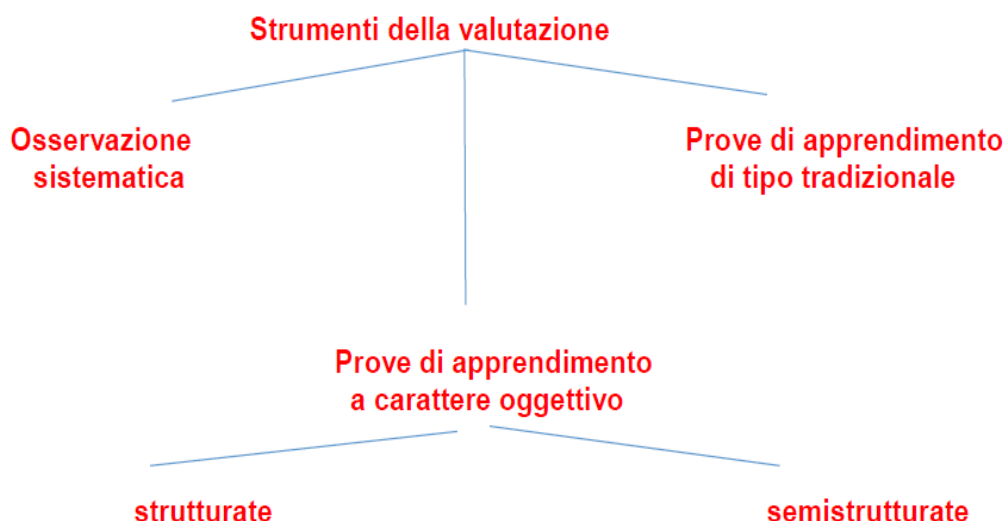 Strumenti della valutazione
Osservazione
sistematica
Prove di apprendimento
di tipo tradizionale
Prove di apprendimento
a carattere oggettivo
strutturate
semistrutturate